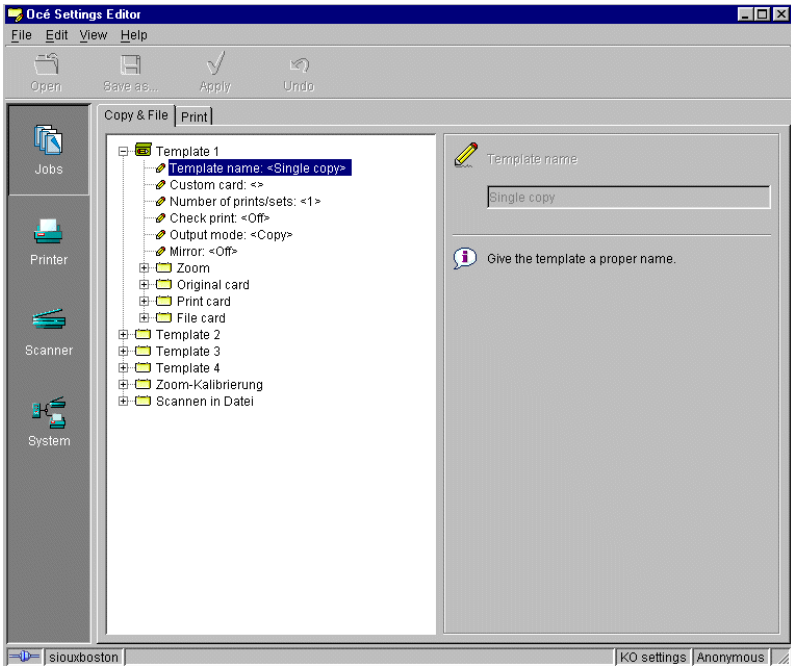 Océ Settings Editor
File Edit View Help
Open Save as... Apply Undo
Copy & File Print
Jobs
Printer
Scanner
System
Template 1
Template name: <Single copy>
Custom card: <>
Number of prints/sets: <1>
Check print: <Off>
Output mode: <Copy>
Mirror: <Off>
Zoom
Original card
Print card
File card
Template 2
Template 3
Template 4
Zoom-Kalibrierung
Scannen in Datei
Template name
Single copy
Give the template a proper name.
siouxboston KO settings Anonymous